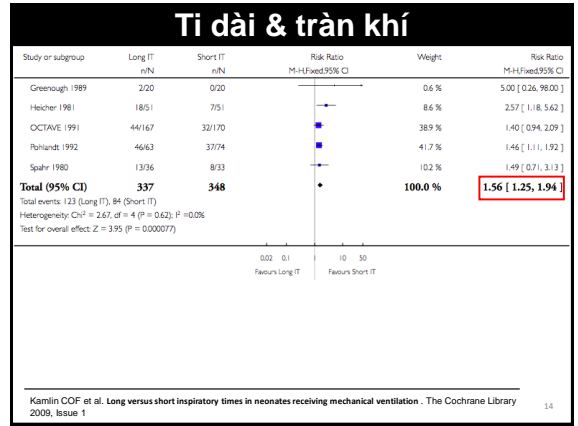 Ti dài & tràn khí
Study or subgroup Long IT Short IT Risk Ratio Weight Risk Ratio
n/N n/N M-H,Fixed,95% CI M-H,Fixed,95% CI
Greenough 1989 2/20 0/20 0.6 % 5.00 [ 0.26, 98.00 ]
Heicher 1981 18/51 7/51 8.6 % 2.57 [ 1.18, 5.62 ]
OCTAVE 1991 44/167 32/170 38.9 % 1.40 [ 0.94, 2.09 ]
Pohlandt 1992 46/63 37/74 41.7 % 1.46 [ 1.11, 1.92 ]
Spahr 1980 13/36 8/33 10.2 % 1.49 [ 0.71, 3.13 ]
Total (95% CI) 337 348 100.0 % 1.56 [ 1.25, 1.94 ]
Total events: 123 (Long IT), 84 (Short IT)
Heterogeneity: Chi² = 2.67, df = 4 (P = 0.62); I² =0.0%
Test for overall effect: Z = 3.95 (P = 0.000077)
0.02 0.1 1 10 50
Favours Long IT Favours Short IT
Kamlin COF et al. Long versus short inspiratory times in neonates receiving mechanical ventilation . The Cochrane Library
2009, Issue 1
14